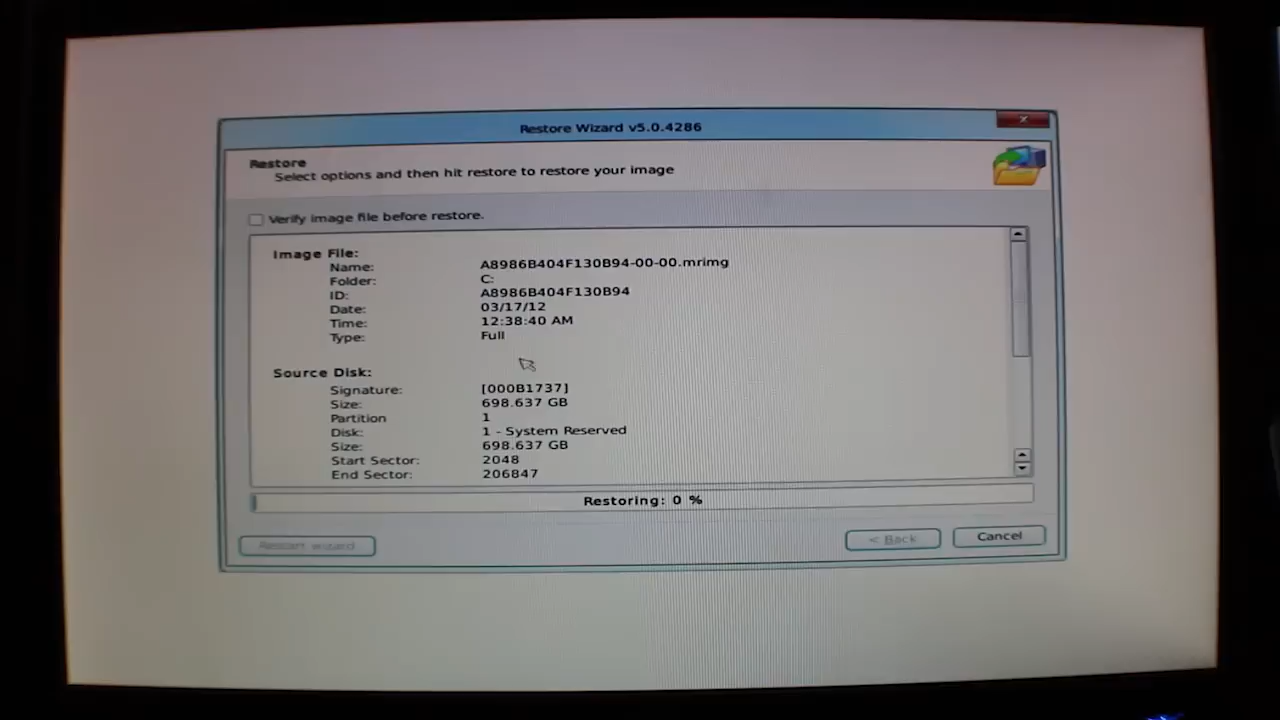 Restore Wizard v5.0.4286
Restore
Select options and then hit restore to restore your image
Verify image file before restore.
Image File:
Name: A8986B404F130B94-00-00.mrimg
Folder: C:
ID: A8986B404F130B94
Date: 03/17/12
Time: 12:38:40 AM
Type: Full
Source Disk:
Signature: [000B1737]
Size: 698.637 GB
Partition 1
Disk: 1 - System Reserved
Size: 698.637 GB
Start Sector: 2048
End Sector: 206847
Restoring: 0 %
Restart wizard < Back Cancel